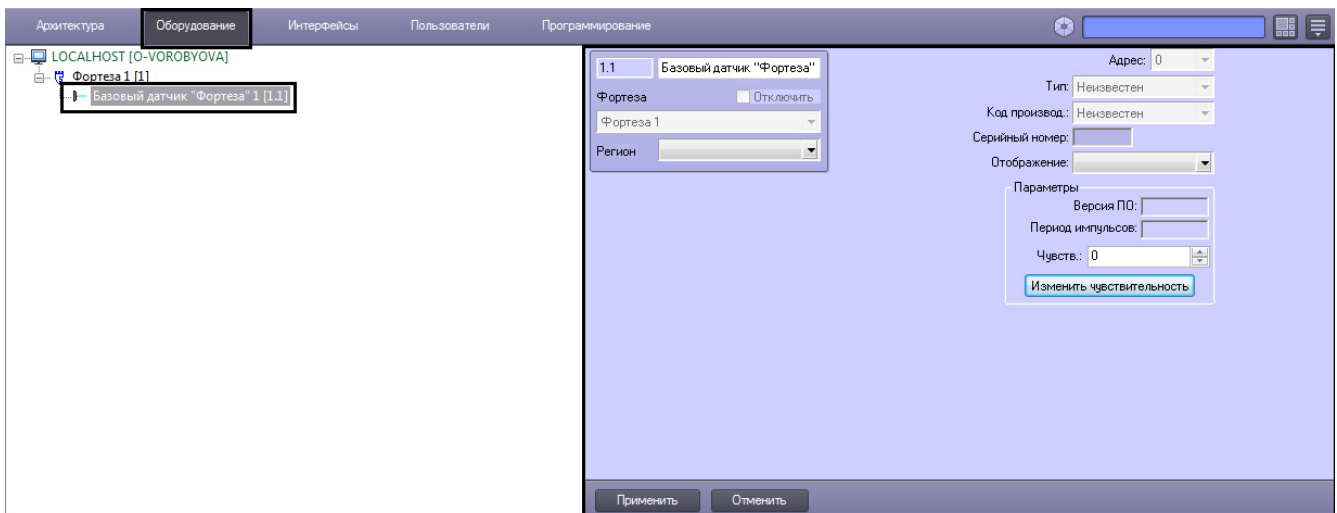 Архитектура Оборудование Интерфейсы Пользователи Программирование
LOCALHOST [O-VOROBYOVA]
Фортеза 1 [1]
Базовый датчик "Фортеза" 1 [1.1]
1.1 Базовый датчик "Фортеза"
Фортеза Отключить
Фортеза 1
Регион
Адрес: 0
Тип: Неизвестен
Код производ.: Неизвестен
Серийный номер:
Отображение:
Параметры
Версия ПО:
Период импульсов:
Чувств.: 0
Изменить чувствительность
Применить Отменить